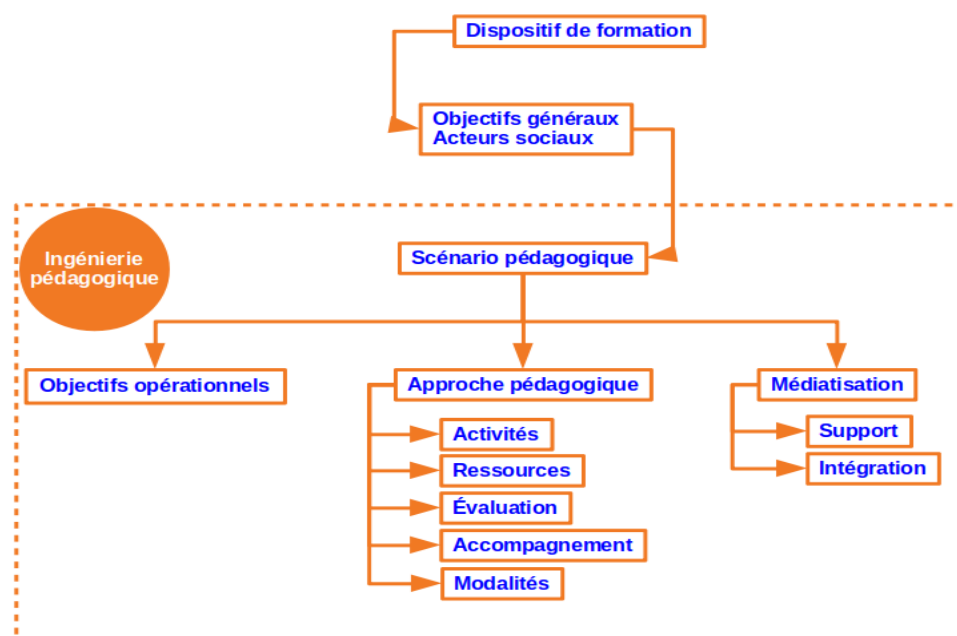 Dispositif de formation
Objectifs généraux
Acteurs sociaux
Ingénierie
pédagogique
Scénario pédagogique
Objectifs opérationnels
Approche pédagogique
Médiatisation
Activités
Support
Ressources
Intégration
Évaluation
Accompagnement
Modalités